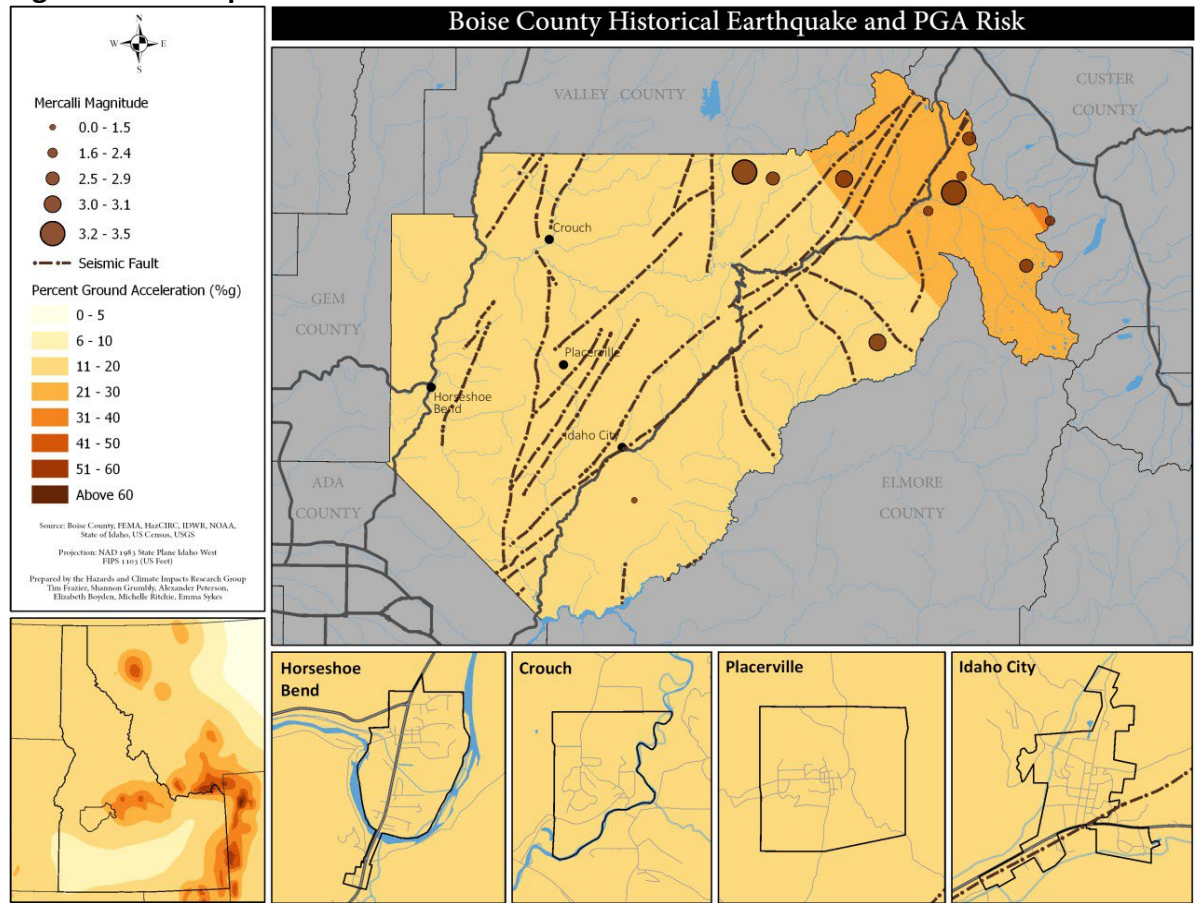 Boise County Historical Earthquake and PGA Risk
N
W E
S
Mercalli Magnitude
0.0 - 1.5
1.6 - 2.4
2.5 - 2.9
3.0 - 3.1
3.2 - 3.5
Seismic Fault
Percent Ground Acceleration (%g)
0 - 5
6 - 10
11 - 20
21 - 30
31 - 40
41 - 50
51 - 60
Above 60
Source: Boise County, FEMA, HazCIRC, IDWR, NOAA,
State of Idaho, US Census, USGS
Projection: NAD 1983 State Plane Idaho West
FIPS 1103 (US Feet)
Prepared by the Hazards and Climate Impacts Research Group
Tim Frazier, Shannon Grumbly, Alexander Peterson,
Elizabeth Boyden, Michelle Ritchie, Emma Sykes
VALLEY COUNTY
CUSTER
COUNTY
Crouch
GEM
COUNTY
Placerville
Horseshoe
Bend
Idaho City
ADA
COUNTY
ELMORE
COUNTY
Horseshoe
Bend
Crouch
Placerville
Idaho City